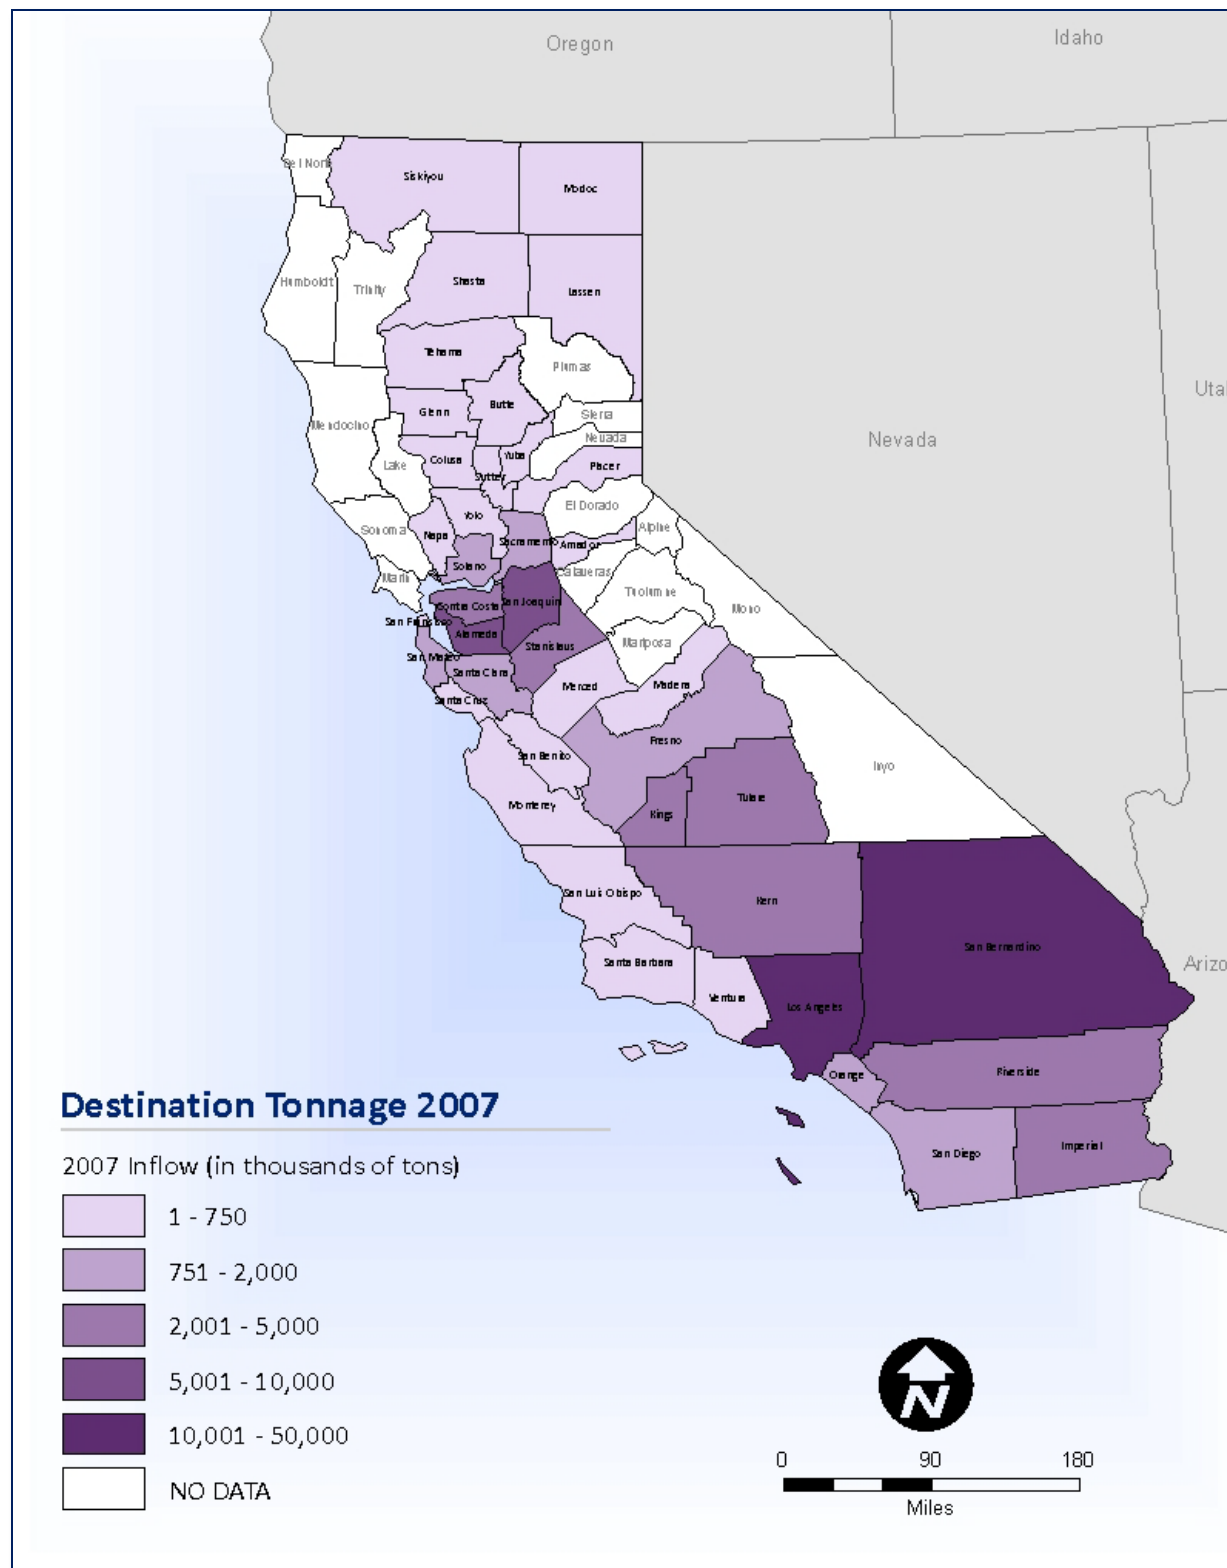 Oregon
Idaho
Del Norte
Siskiyou
Modoc
Humboldt
Trinity
Shasta
Lassen
Tehama
Plumas
Glenn
Butte
Sierra
Mendocino
Nevada
Nevada
Utah
Lake
Colusa
Sutter
Yuba
Placer
Sonoma
Napa
Yolo
El Dorado
Sacramento
Amador
Alpine
Solano
Marin
Calaveras
Tuolumne
Mono
Contra Costa
San Joaquin
San Francisco
Alameda
Stanislaus
Mariposa
San Mateo
Santa Clara
Merced
Madera
Santa Cruz
San Benito
Fresno
Inyo
Monterey
Kings
Tulare
San Luis Obispo
Kern
San Bernardino
Santa Barbara
Arizo
Ventura
Los Angeles
Orange
Riverside
San Diego
Imperial
Destination Tonnage 2007
2007 Inflow (in thousands of tons)
1 - 750
751 - 2,000
2,001 - 5,000
5,001 - 10,000
10,001 - 50,000
NO DATA
N
0 90 180
Miles